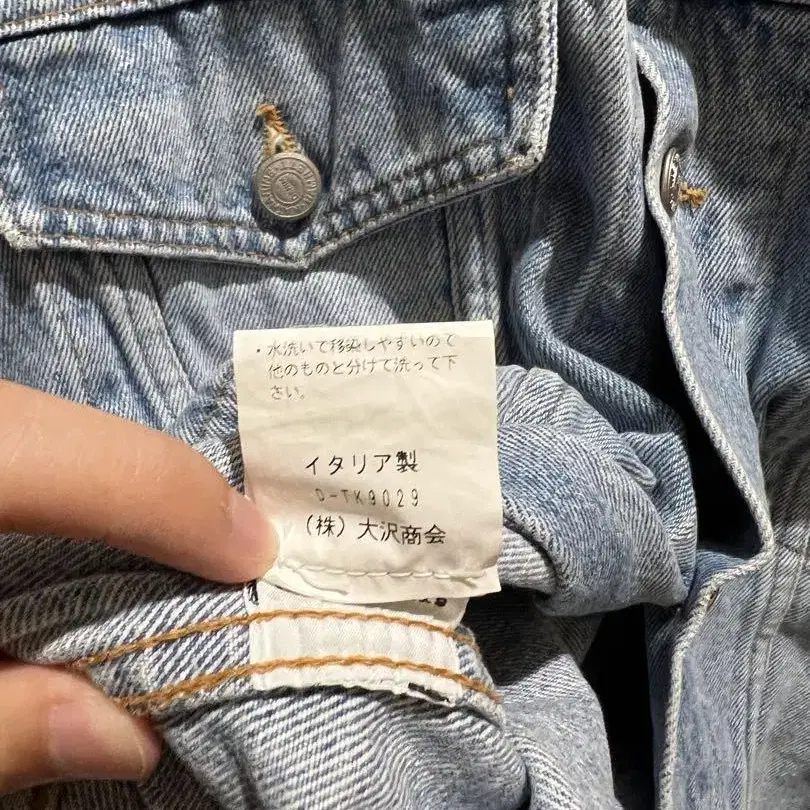 ・水洗いで移染しやすいので
他のものと分けて洗って下
さい。
イタリア製
D-TK9029
(株) 大沢商会